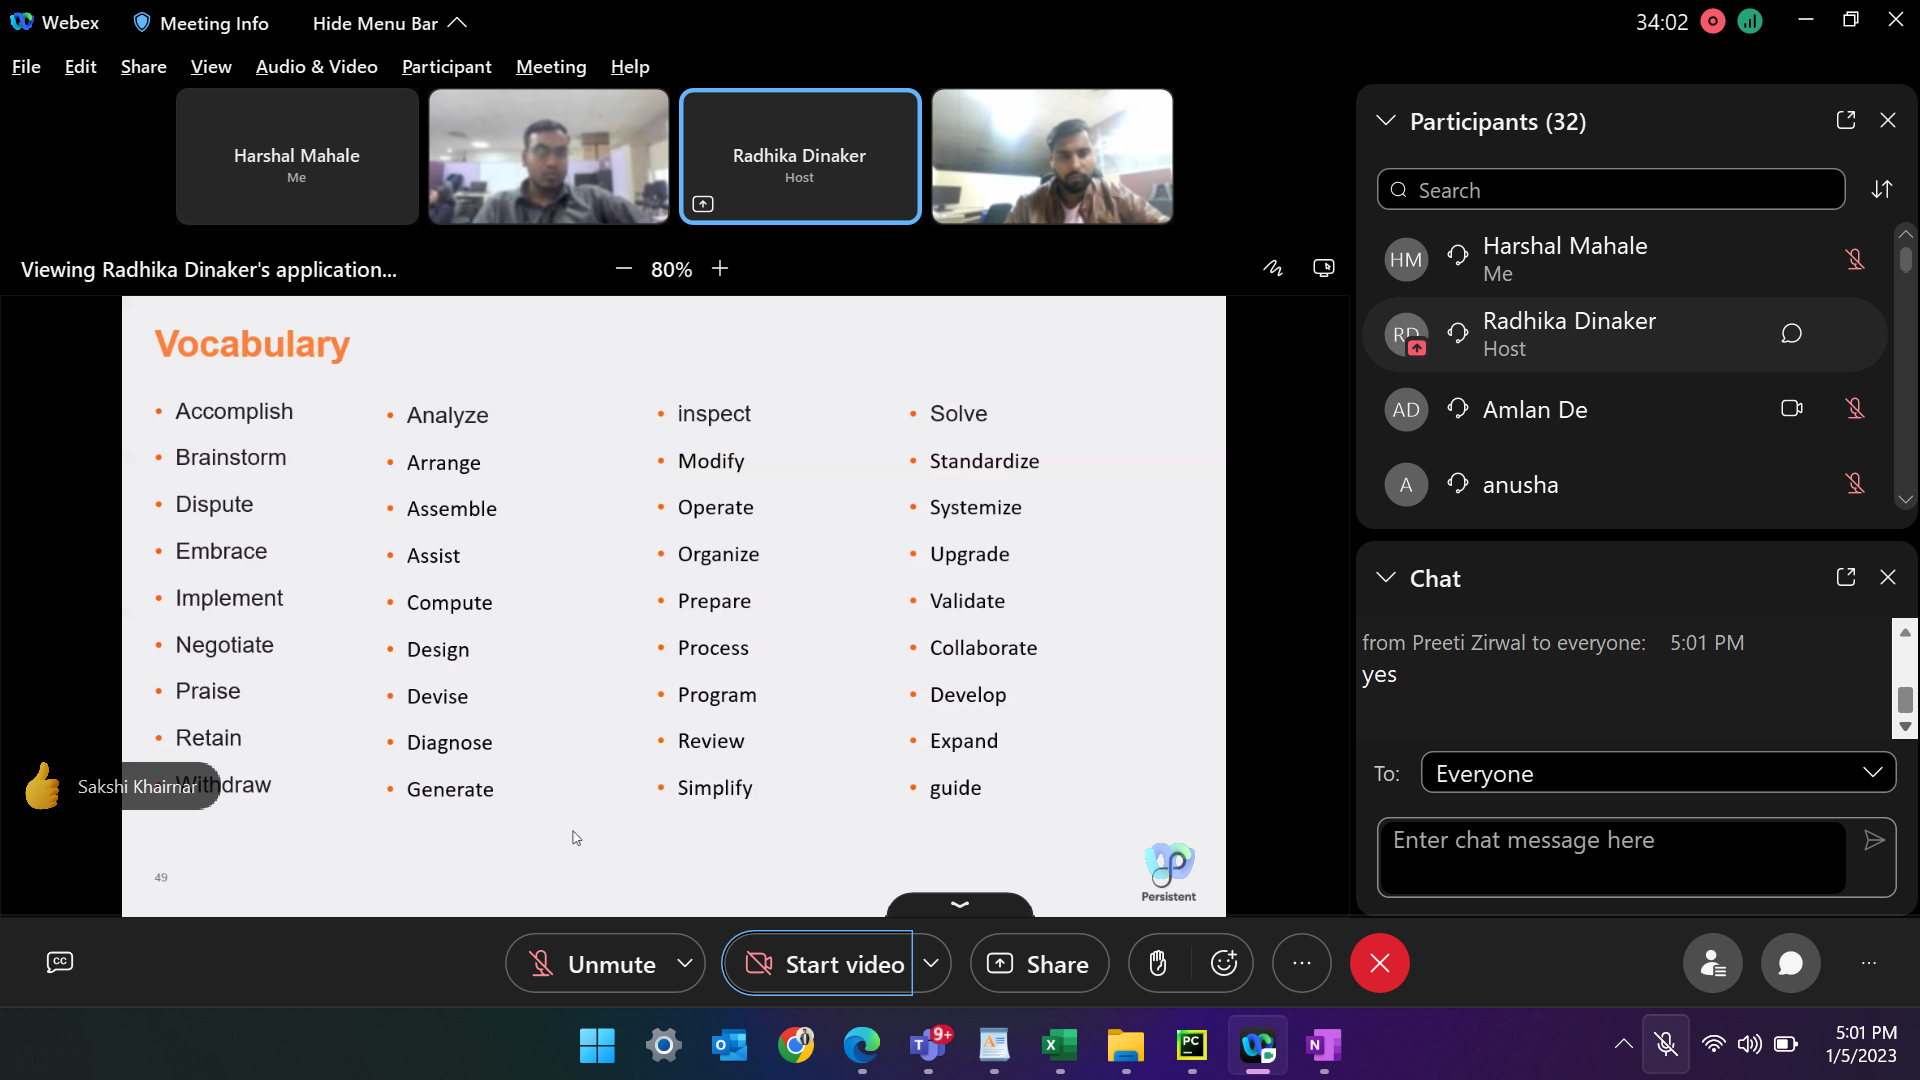 Webex
Meeting Info
Hide Menu Bar
34:02
File Edit Share View Audio & Video Participant Meeting Help
Harshal Mahale
Me
Radhika Dinaker
Host
Viewing Radhika Dinaker's application...
80%
Vocabulary
Accomplish
Brainstorm
Dispute
Embrace
Implement
Negotiate
Praise
Retain
Withdraw
Sakshi Khairnar
Analyze
Arrange
Assemble
Assist
Compute
Design
Devise
Diagnose
Generate
inspect
Modify
Operate
Organize
Prepare
Process
Program
Review
Simplify
Solve
Standardize
Systemize
Upgrade
Validate
Collaborate
Develop
Expand
guide
49
Persistent
Participants (32)
Search
HM
Harshal Mahale
Me
RD
Radhika Dinaker
Host
AD
Amlan De
A
anusha
Chat
from Preeti Zirwal to everyone: 5:01 PM
yes
To:
Everyone
Enter chat message here
CC
Unmute
Start video
Share
9+
PC
5:01 PM
1/5/2023